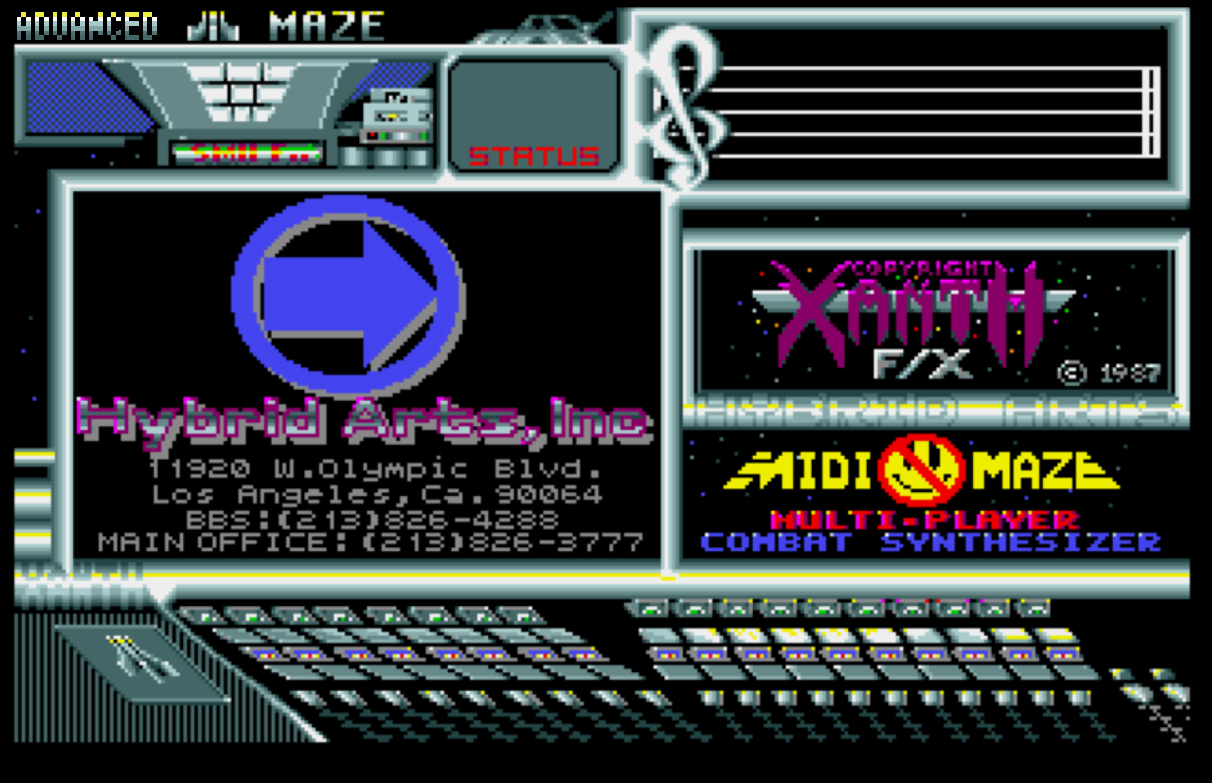 ADVANCED MAZE
STATUS
COPYRIGHT
XANTH
F/X
© 1987
Hybrid Arts, Inc
11920 W.Olympic Blvd.
Los Angeles,Ca.90064
BBS:(213)826-4288
MAIN OFFICE:(213)826-3777
MIDI MAZE
MULTI-PLAYER
COMBAT SYNTHESIZER
XANTH